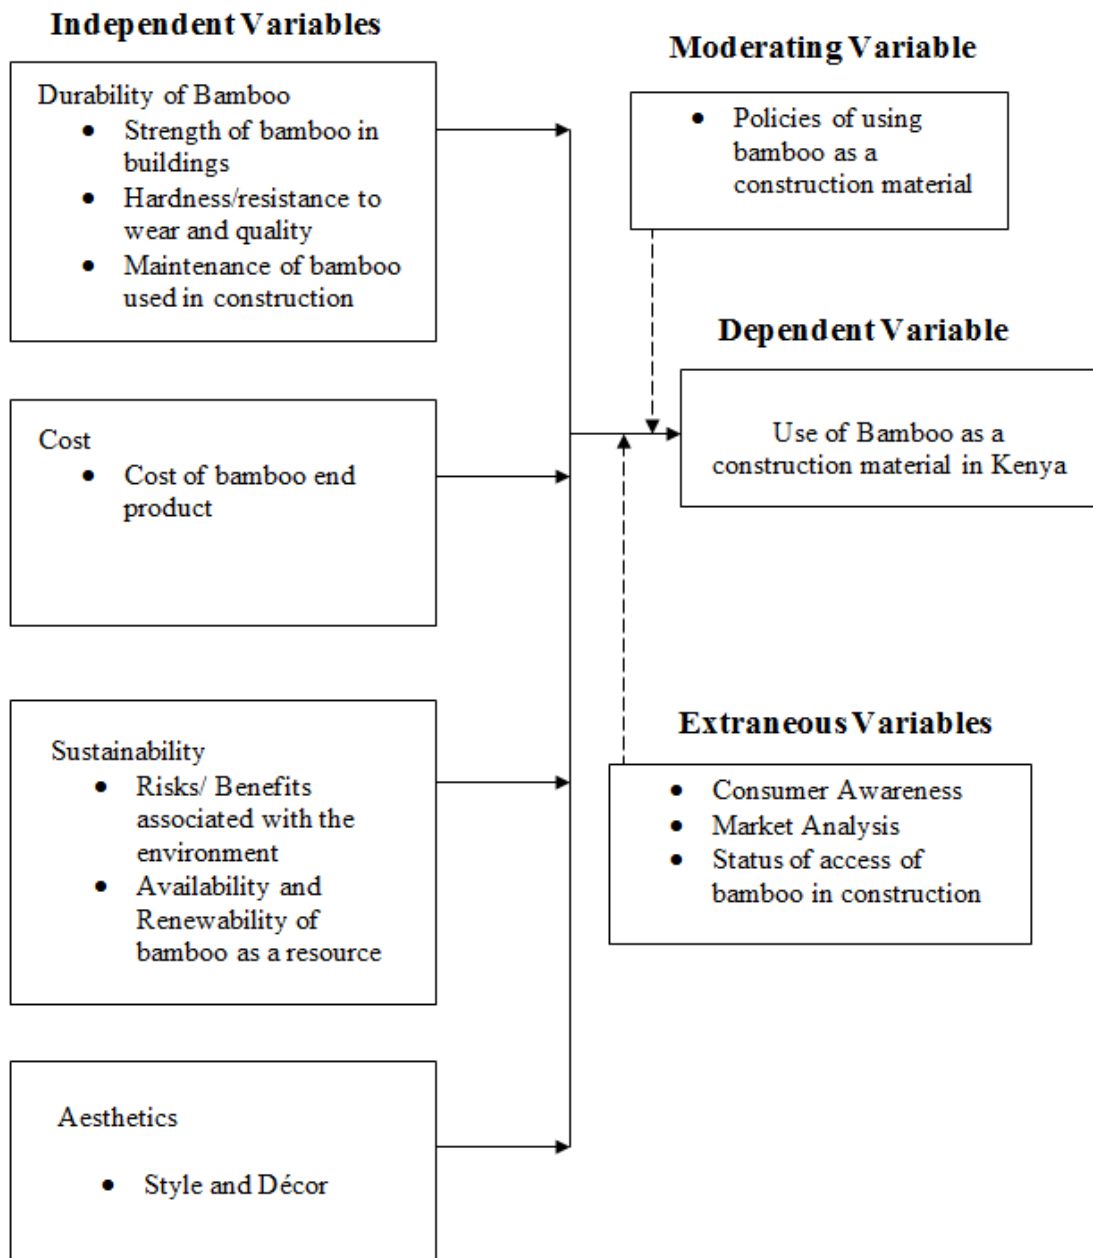 Independent Variables
Durability of Bamboo
• Strength of bamboo in
buildings
• Hardness/resistance to
wear and quality
• Maintenance of bamboo
used in construction
Cost
• Cost of bamboo end
product
Sustainability
• Risks/ Benefits
associated with the
environment
• Availability and
Renewability of
bamboo as a resource
Aesthetics
• Style and Décor
Moderating Variable
• Policies of using
bamboo as a
construction material
Dependent Variable
Use of Bamboo as a
construction material in Kenya
Extraneous Variables
• Consumer Awareness
• Market Analysis
• Status of access of
bamboo in construction